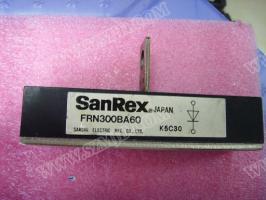 SanRex® JAPAN
FRN300BA60
SANSHA ELECTRIC MFG. CO., LTD. K5C30